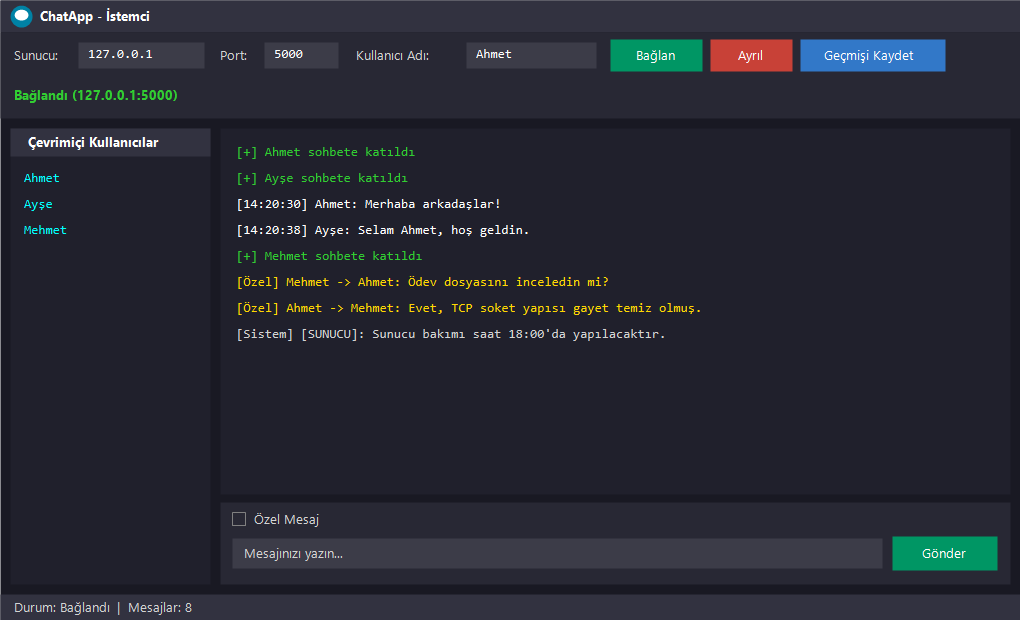 ChatApp - İstemci
Sunucu: 127.0.0.1 Port: 5000 Kullanıcı Adı: Ahmet Bağlan Ayrıl Geçmişi Kaydet
Bağlandı (127.0.0.1:5000)
Çevrimiçi Kullanıcılar
Ahmet
Ayşe
Mehmet
[+] Ahmet sohbete katıldı
[+] Ayşe sohbete katıldı
[14:20:30] Ahmet: Merhaba arkadaşlar!
[14:20:38] Ayşe: Selam Ahmet, hoş geldin.
[+] Mehmet sohbete katıldı
[Özel] Mehmet -> Ahmet: Ödev dosyasını inceledin mi?
[Özel] Ahmet -> Mehmet: Evet, TCP soket yapısı gayet temiz olmuş.
[Sistem] [SUNUCU]: Sunucu bakımı saat 18:00'da yapılacaktır.
Özel Mesaj
Mesajınızı yazın... Gönder
Durum: Bağlandı | Mesajlar: 8